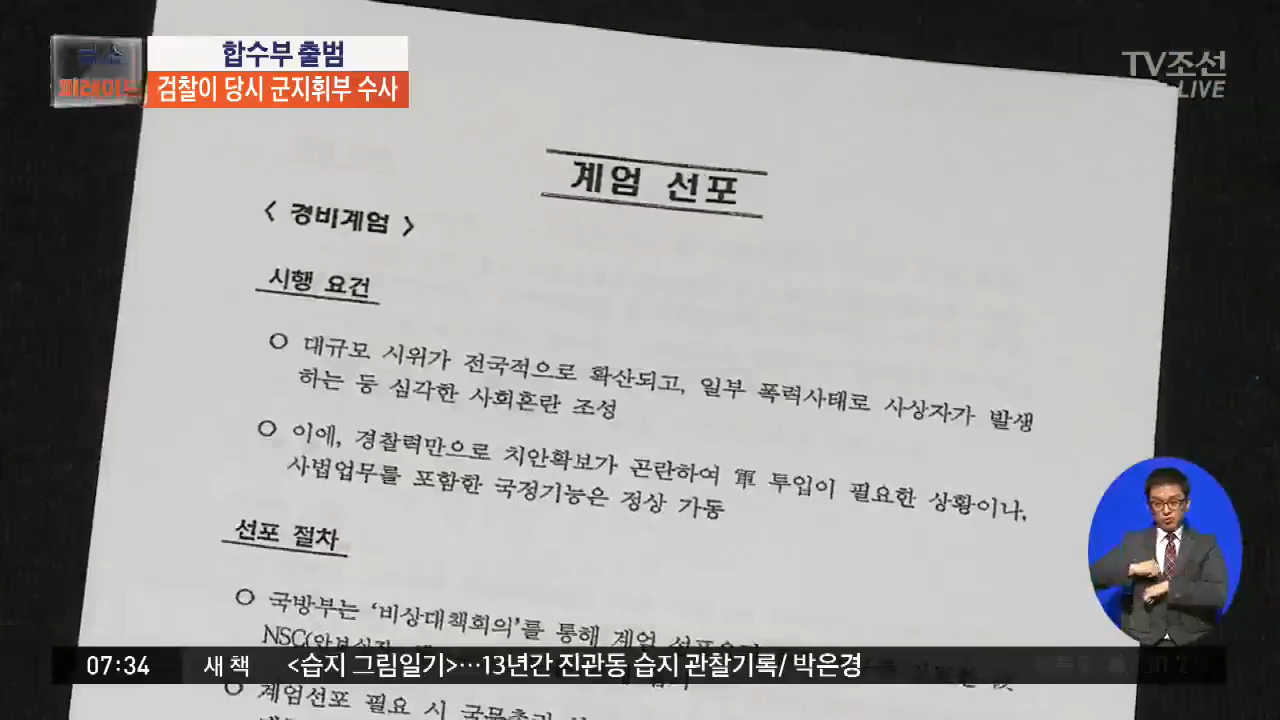 합수부 출범
검찰이 당시 군지휘부 수사
TV조선
LIVE
계엄 선포
< 경비계엄 >
시행 요건
○ 대규모 시위가 전국적으로 확산되고, 일부 폭력사태로 사상자가 발생
하는 등 심각한 사회혼란 조성
○ 이에, 경찰력만으로 치안확보가 곤란하여 軍 투입이 필요한 상황이나,
사법업무를 포함한 국정기능은 정상 가동
선포 절차
○ 국방부는 '비상대책회의'를 통해 계엄
NSC
○ 계엄선포 필요 시
07:34 새 책 <습지 그림일기>…13년간 진관동 습지 관찰기록/ 박은경